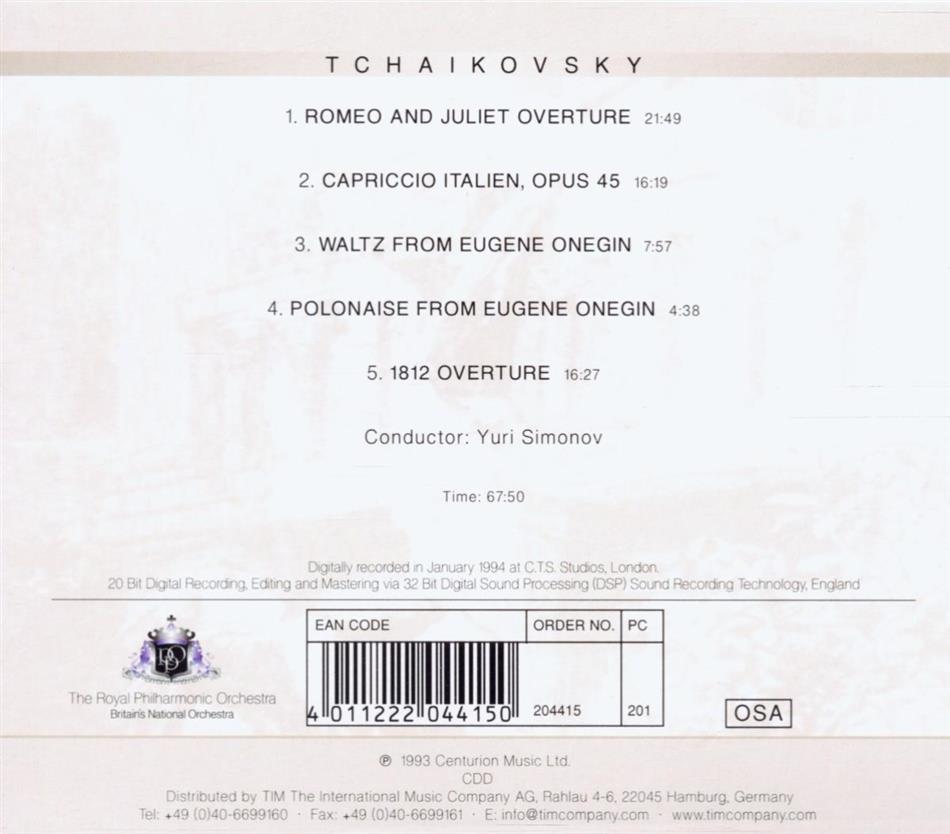 TCHAIKOVSKY
1. ROMEO AND JULIET OVERTURE 21:49
2. CAPRICCIO ITALIEN, OPUS 45 16:19
3. WALTZ FROM EUGENE ONEGIN 7:57
4. POLONAISE FROM EUGENE ONEGIN 4:38
5. 1812 OVERTURE 16:27
Conductor: Yuri Simonov
Time: 67:50
Digitally recorded in January 1994 at C.T.S. Studios, London.
20 Bit Digital Recording, Editing and Mastering via 32 Bit Digital Sound Processing (DSP) Sound Recording Technology, England
RPO
The Royal Philharmonic Orchestra
Britain's National Orchestra
EAN CODE
4 011222 044150
ORDER NO.
204415
PC
201
OSA
℗ 1993 Centurion Music Ltd.
CDD
Distributed by TIM The International Music Company AG, Rahlau 4-6, 22045 Hamburg, Germany
Tel: +49 (0)40-6699160 · Fax: +49 (0)40-6699161 · E: info@timcompany.com · www.timcompany.com